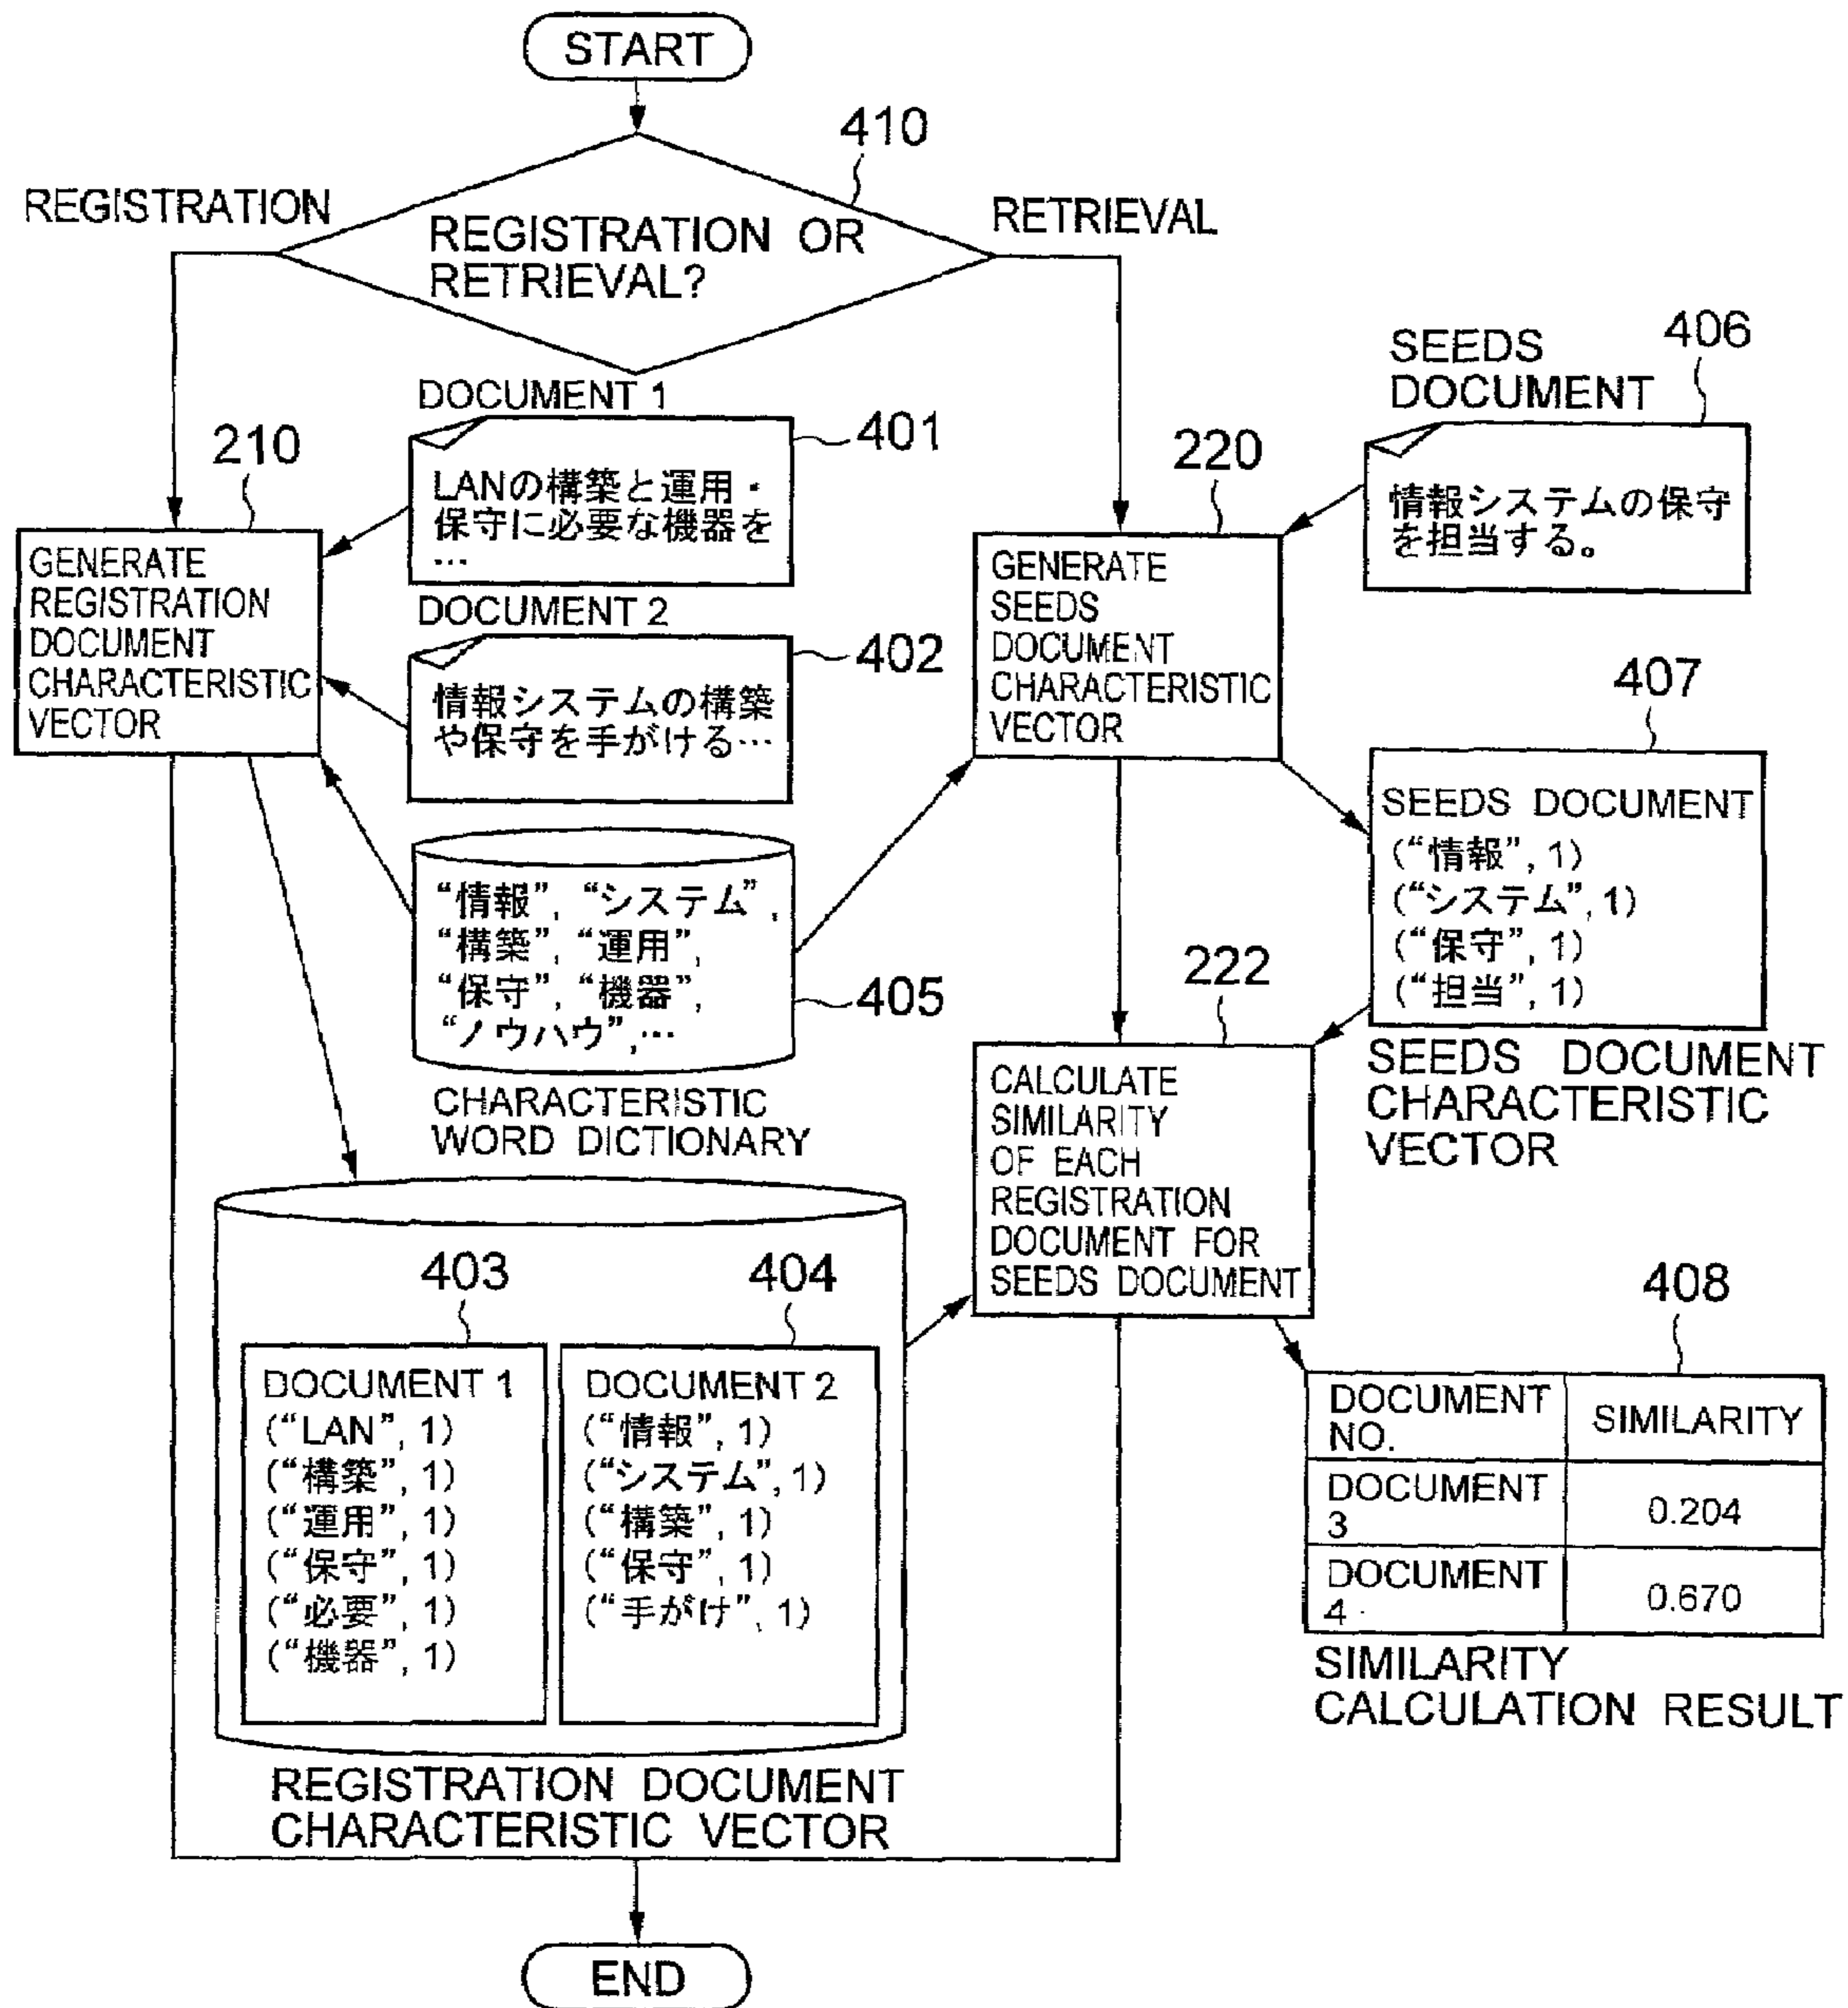 START
410
REGISTRATION
REGISTRATION OR
RETRIEVAL?
RETRIEVAL
DOCUMENT 1
401
LANの構築と運用・
保守に必要な機器を
…
210
GENERATE
REGISTRATION
DOCUMENT
CHARACTERISTIC
VECTOR
DOCUMENT 2
402
情報システムの構築
や保守を手がける…
“情報”, “システム”,
“構築”, “運用”,
“保守”, “機器”,
“ノウハウ”,…
405
CHARACTERISTIC
WORD DICTIONARY
SEEDS
DOCUMENT
406
情報システムの保守
を担当する。
220
GENERATE
SEEDS
DOCUMENT
CHARACTERISTIC
VECTOR
407
SEEDS DOCUMENT
(“情報”, 1)
(“システム”, 1)
(“保守”, 1)
(“担当”, 1)
SEEDS DOCUMENT
CHARACTERISTIC
VECTOR
222
CALCULATE
SIMILARITY
OF EACH
REGISTRATION
DOCUMENT FOR
SEEDS DOCUMENT
403
DOCUMENT 1
(“LAN”, 1)
(“構築”, 1)
(“運用”, 1)
(“保守”, 1)
(“必要”, 1)
(“機器”, 1)
404
DOCUMENT 2
(“情報”, 1)
(“システム”, 1)
(“構築”, 1)
(“保守”, 1)
(“手がけ”, 1)
REGISTRATION DOCUMENT
CHARACTERISTIC VECTOR
408
DOCUMENT
NO.
SIMILARITY
DOCUMENT
3
0.204
DOCUMENT
4
0.670
SIMILARITY
CALCULATION RESULT
END